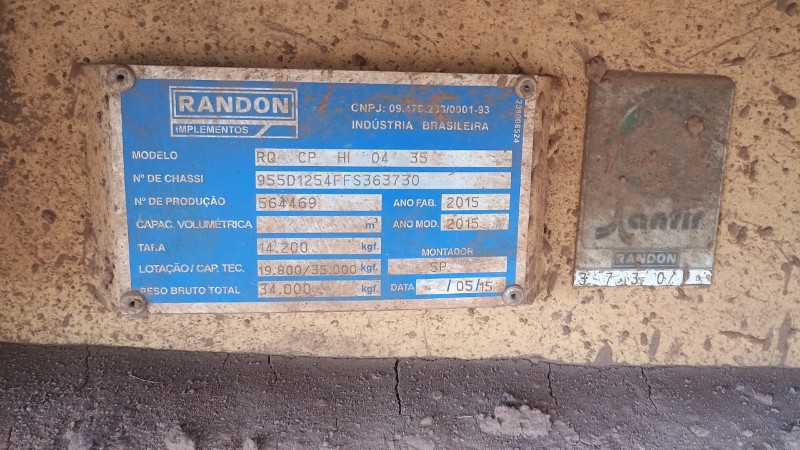 RANDON
IMPLEMENTOS
CNPJ: 09.479.233/0001-93
INDÚSTRIA BRASILEIRA
MODELO RQ CP HI 04 35
Nº DE CHASSI 955D1254FFS363730
Nº DE PRODUÇÃO 564469 ANO FAB. 2015
CAPAC. VOLUMÉTRICA m³ ANO MOD. 2015
TARA 14.200 kgf. MONTADOR
LOTAÇÃO / CAP. TEC. 19.800/35.000 kgf. SP
PESO BRUTO TOTAL 34.000 kgf. DATA - /05/15
RANDON